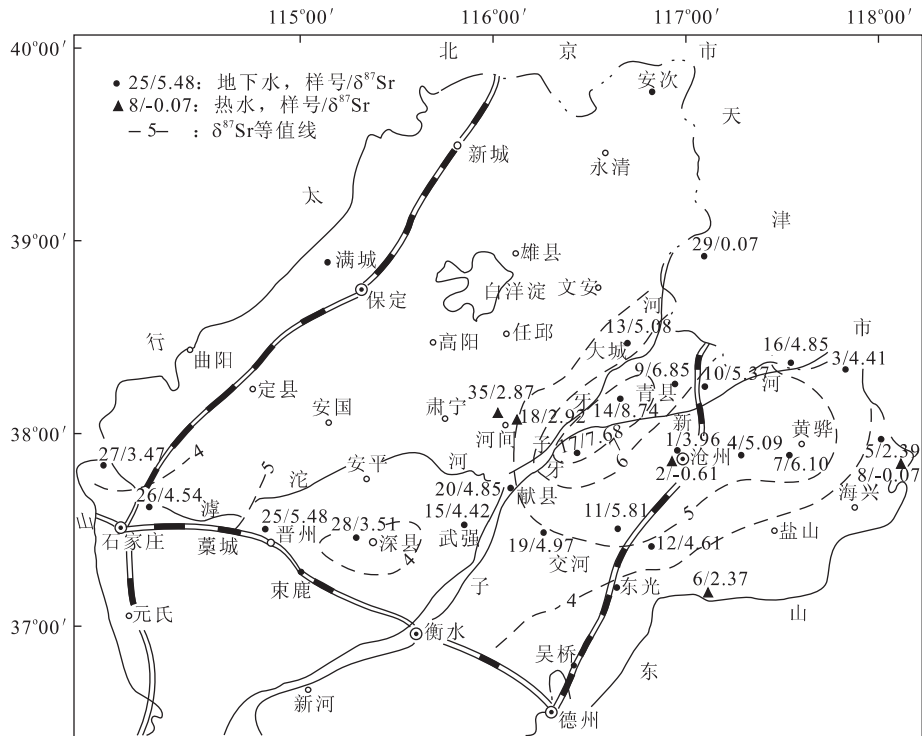 115°00′ 116°00′ 117°00′ 118°00′
40°00′
北 京 市
• 25/5.48：地下水，样号/δ⁸⁷Sr
▲ 8/-0.07：热水，样号/δ⁸⁷Sr
– 5– ：δ⁸⁷Sr等值线
安次
天
新城
永清
太
津
39°00′
29/0.07
雄县
满城
白洋淀
文安
保定
河
13/5.08
任邱
大城
16/4.85
市
行
高阳
曲阳
3/4.41
9/6.85
10/5.37
河
定县
35/2.87
青县
安国
肃宁
18/2.92
14/8.74
牙
新
黄骅
38°00′
河间
子
17/7.68
1/3.96
4/5.09
5/2.39
27/3.47
4
牙
6
沧州
7/6.10
8/-0.07
5
安平
河
2/-0.61
沱
20/4.85
献县
海兴
26/4.54
滹
15/4.42
11/5.81
5
山
25/5.48
28/3.51
盐山
石家庄
藁城
晋州
4
深县
武强
19/4.97
交河
12/4.61
束鹿
子
东光
6/2.37
4
元氏
山
37°00′
衡水
吴桥
东
新河
德州